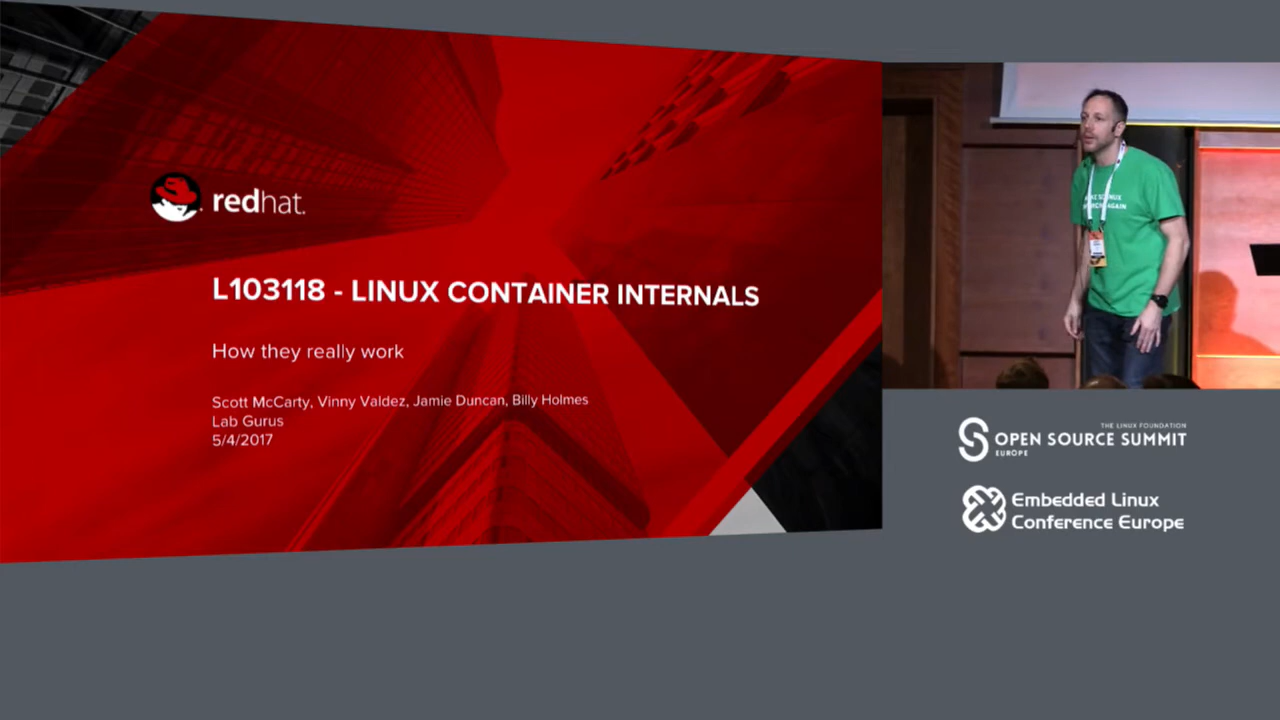 redhat.
L103118 - LINUX CONTAINER INTERNALS
How they really work
Scott McCarty, Vinny Valdez, Jamie Duncan, Billy Holmes
Lab Gurus
5/4/2017
AGAIN
THE LINUX FOUNDATION
OPEN SOURCE SUMMIT
EUROPE
Embedded Linux
Conference Europe